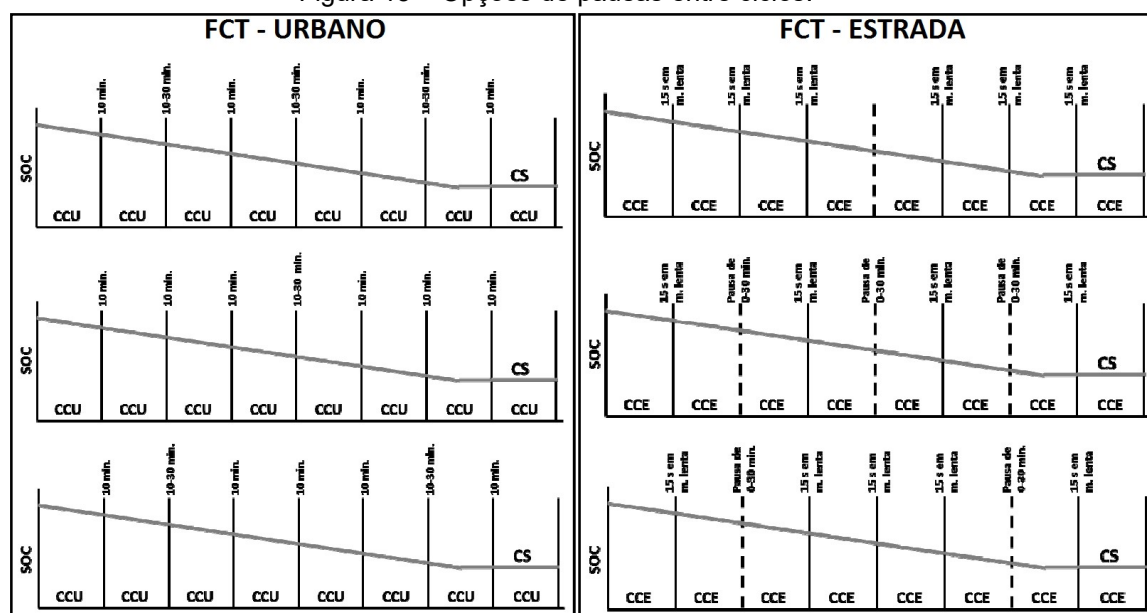 Figura – Opções de pausas entre ciclos.
FCT - URBANO
10 min.
10-30 min.
10 min.
10-30 min.
10 min.
10-30 min.
10 min.
SOC
CS
CCU CCU CCU CCU CCU CCU CCU CCU
10 min.
10 min.
10 min.
10-30 min.
10 min.
10 min.
10 min.
SOC
CS
CCU CCU CCU CCU CCU CCU CCU CCU
10 min.
10-30 min.
10 min.
10 min.
10 min.
10-30 min.
10 min.
SOC
CS
CCU CCU CCU CCU CCU CCU CCU CCU
FCT - ESTRADA
15 s em
m. lenta
15 s em
m. lenta
15 s em
m. lenta
15 s em
m. lenta
15 s em
m. lenta
15 s em
m. lenta
SOC
CS
CCE CCE CCE CCE CCE CCE CCE CCE
15 s em
m. lenta
Pausa de
0-30 min.
15 s em
m. lenta
Pausa de
0-30 min.
15 s em
m. lenta
Pausa de
0-30 min.
15 s em
m. lenta
SOC
CS
CCE CCE CCE CCE CCE CCE CCE CCE
15 s em
m. lenta
Pausa de
0-30 min.
15 s em
m. lenta
15 s em
m. lenta
15 s em
m. lenta
Pausa de
0-30 min.
15 s em
m. lenta
SOC
CS
CCE CCE CCE CCE CCE CCE CCE CCE